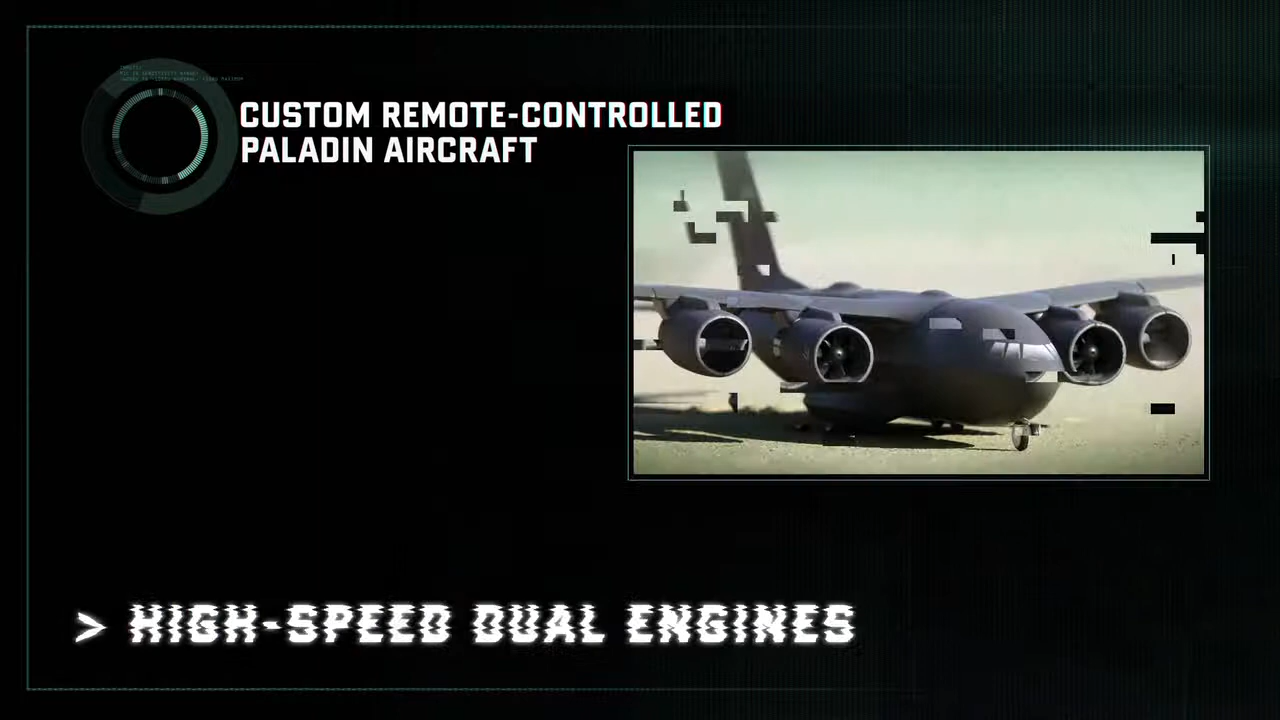 CUSTOM REMOTE-CONTROLLED
PALADIN AIRCRAFT
> HIGH-SPEED DUAL ENGINES